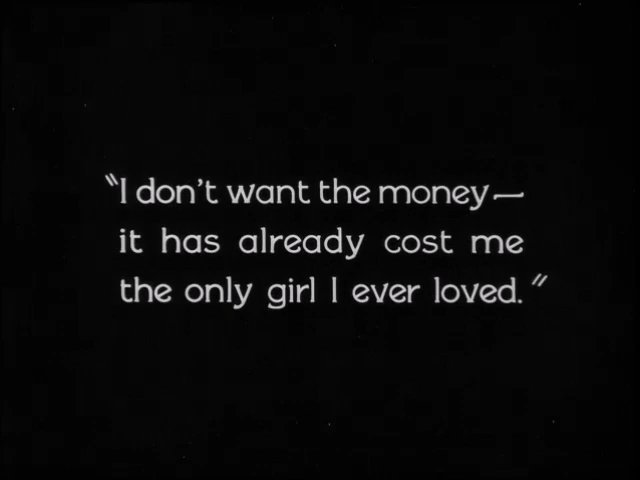 "I don't want the money—
it has already cost me
the only girl I ever loved."